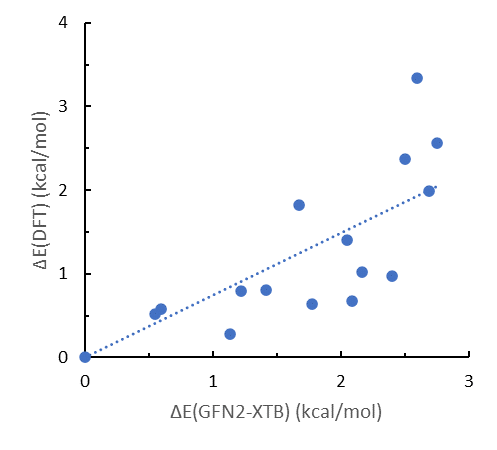 4
3
2
1
0
ΔE(DFT) (kcal/mol)
0 1 2 3
ΔE(GFN2-XTB) (kcal/mol)